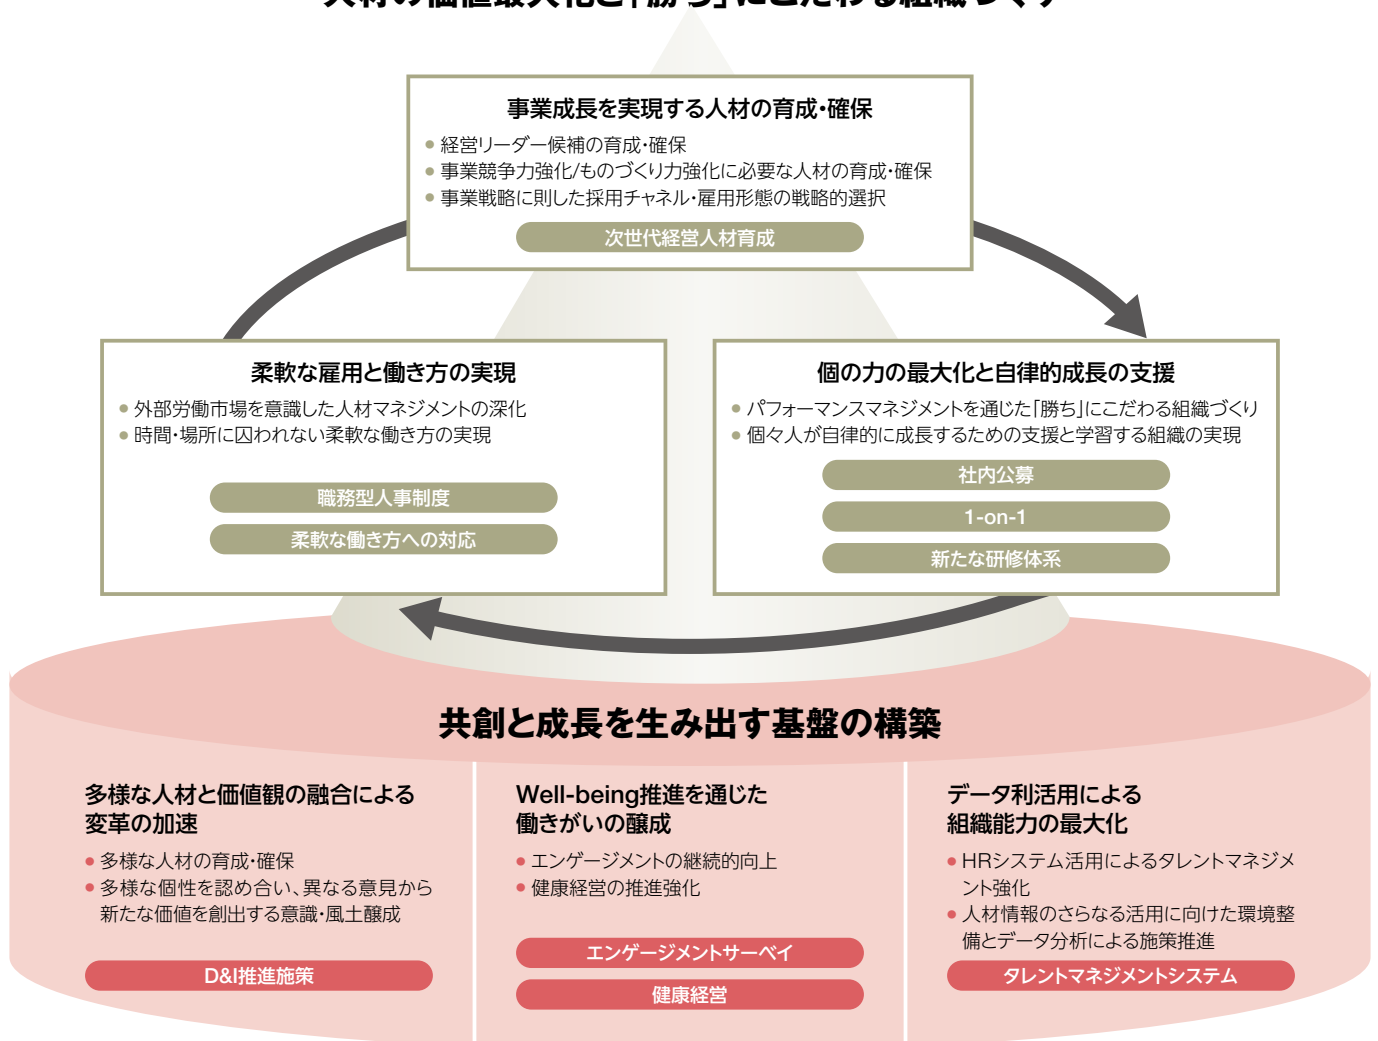 人材の価値最大化と「勝ち」にこだわる組織づくり
事業成長を実現する人材の育成・確保
● 経営リーダー候補の育成・確保
● 事業競争力強化/ものづくり力強化に必要な人材の育成・確保
● 事業戦略に則した採用チャネル・雇用形態の戦略的選択
次世代経営人材育成
柔軟な雇用と働き方の実現
● 外部労働市場を意識した人材マネジメントの深化
● 時間・場所に囚われない柔軟な働き方の実現
職務型人事制度
柔軟な働き方への対応
個の力の最大化と自律的成長の支援
● パフォーマンスマネジメントを通じた「勝ち」にこだわる組織づくり
● 個々人が自律的に成長するための支援と学習する組織の実現
社内公募
1-on-1
新たな研修体系
共創と成長を生み出す基盤の構築
多様な人材と価値観の融合による
変革の加速
● 多様な人材の育成・確保
● 多様な個性を認め合い、異なる意見から
新たな価値を創出する意識・風土醸成
D&I推進施策
Well-being推進を通じた
働きがいの醸成
● エンゲージメントの継続的向上
● 健康経営の推進強化
エンゲージメントサーベイ
健康経営
データ利活用による
組織能力の最大化
● HRシステム活用によるタレントマネジメ
ント強化
● 人材情報のさらなる活用に向けた環境整
備とデータ分析による施策推進
タレントマネジメントシステム